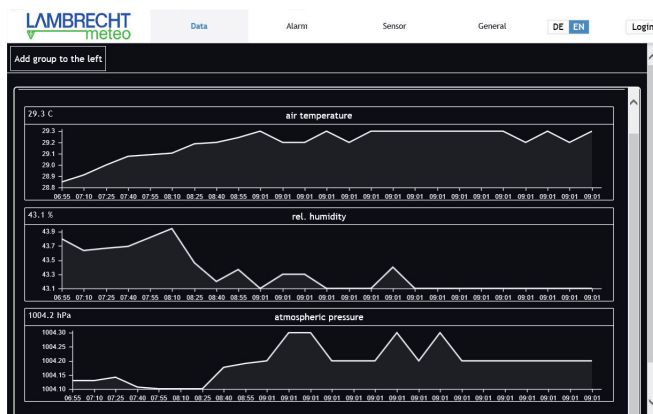 LAMBRECHT
meteo
Data Alarm Sensor General DE EN Login
Add group to the left
29.3 C air temperature
29.3
29.2
29.1
29.0
28.9
28.8
06:55 07:10 07:25 07:40 07:55 08:10 08:25 08:40 08:55 09:01 09:01 09:01 09:01 09:01 09:01 09:01 09:01 09:01 09:01 09:01 09:01 09:01 09:01 09:01 09:01
43.1 % rel. humidity
43.9
43.7
43.5
43.3
43.1
06:55 07:10 07:25 07:40 07:55 08:10 08:25 08:40 08:55 09:01 09:01 09:01 09:01 09:01 09:01 09:01 09:01 09:01 09:01 09:01 09:01 09:01 09:01 09:01 09:01
1004.2 hPa atmospheric pressure
1004.30
1004.25
1004.20
1004.15
1004.10
06:55 07:10 07:25 07:40 07:55 08:10 08:25 08:40 08:55 09:01 09:01 09:01 09:01 09:01 09:01 09:01 09:01 09:01 09:01 09:01 09:01 09:01 09:01 09:01 09:01